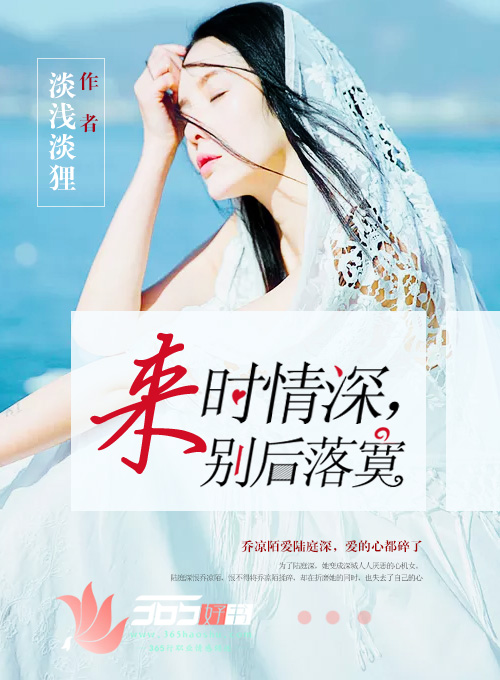 作者
淡浅淡狸
来时情深,
别后落寞
乔凉陌爱陆庭深，爱的心都碎了
为了陆庭深，她变成深城人人厌恶的心机女。
陆庭深恨乔凉陌，恨不得将乔凉陌揉碎，却在折磨她的同时，也失去了自己的心
365好书